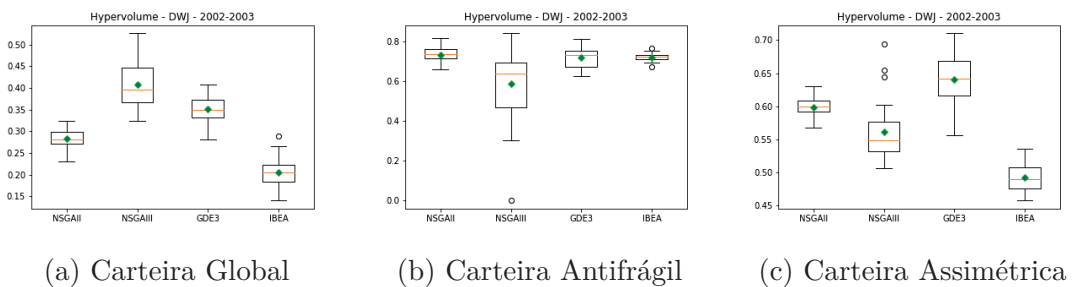 Hypervolume - DWJ - 2002-2003
0.50
0.45
0.40
0.35
0.30
0.25
0.20
0.15
NSGAII NSGAIII GDE3 IBEA
(a) Carteira Global
Hypervolume - DWJ - 2002-2003
0.8
0.6
0.4
0.2
0.0
NSGAII NSGAIII GDE3 IBEA
(b) Carteira Antifrágil
Hypervolume - DWJ - 2002-2003
0.70
0.65
0.60
0.55
0.50
0.45
NSGAII NSGAIII GDE3 IBEA
(c) Carteira Assimétrica